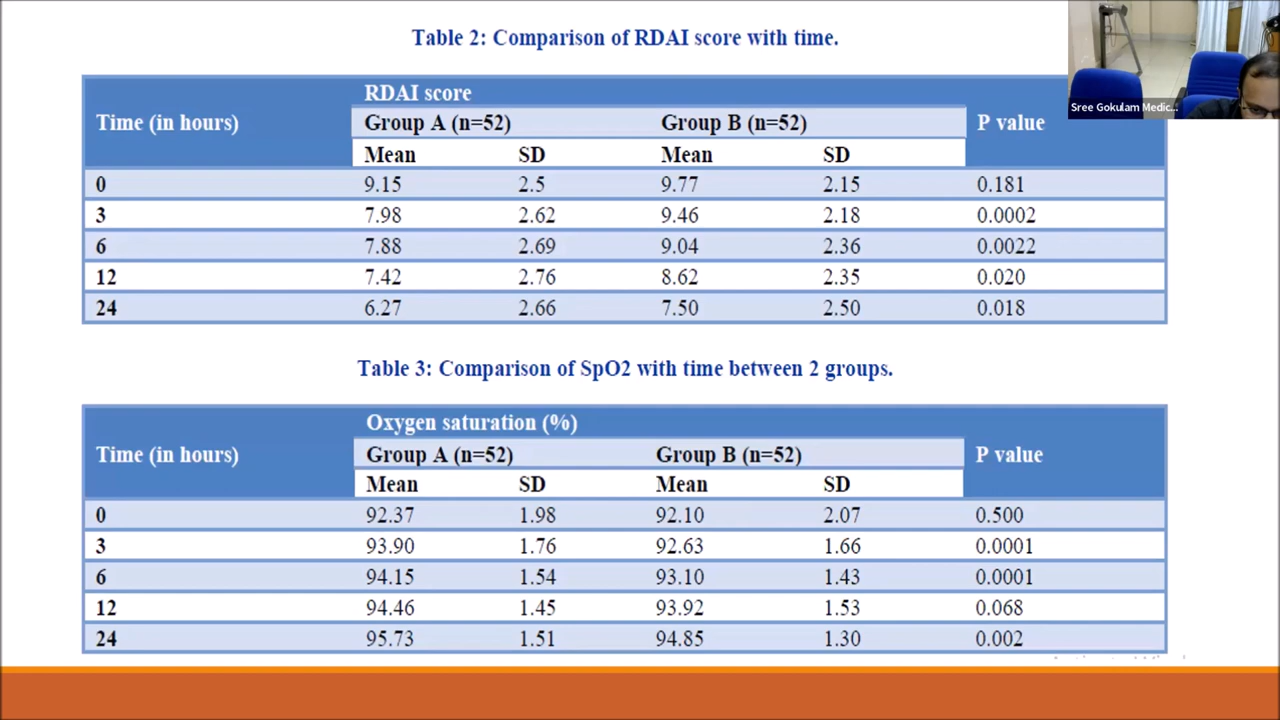 Table 2: Comparison of RDAI score with time.
Sree Gokulam Medic...
RDAI score
Time (in hours) Group A (n=52) Group B (n=52) P value
Mean SD Mean SD
0 9.15 2.5 9.77 2.15 0.181
3 7.98 2.62 9.46 2.18 0.0002
6 7.88 2.69 9.04 2.36 0.0022
12 7.42 2.76 8.62 2.35 0.020
24 6.27 2.66 7.50 2.50 0.018
Table 3: Comparison of SpO2 with time between 2 groups.
Oxygen saturation (%)
Time (in hours) Group A (n=52) Group B (n=52) P value
Mean SD Mean SD
0 92.37 1.98 92.10 2.07 0.500
3 93.90 1.76 92.63 1.66 0.0001
6 94.15 1.54 93.10 1.43 0.0001
12 94.46 1.45 93.92 1.53 0.068
24 95.73 1.51 94.85 1.30 0.002